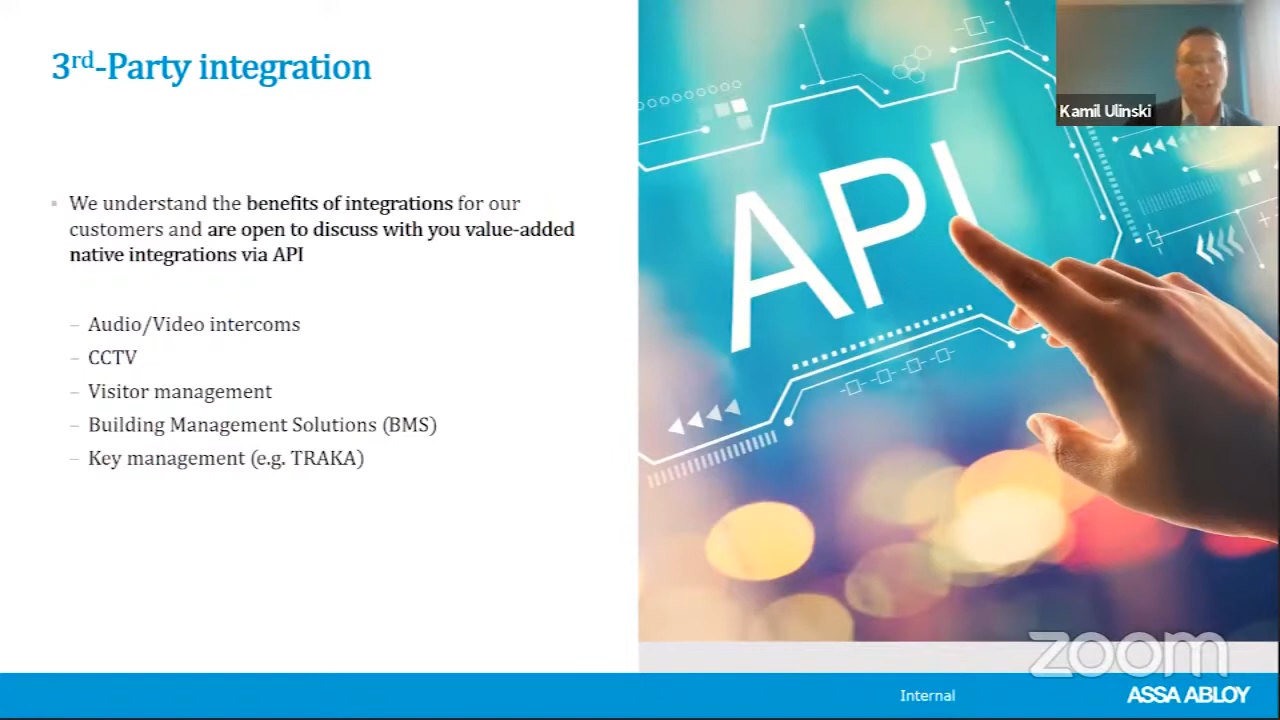 3rd-Party integration
Kamil Ulinski
API
▪ We understand the benefits of integrations for our
customers and are open to discuss with you value-added
native integrations via API
– Audio/Video intercoms
– CCTV
– Visitor management
– Building Management Solutions (BMS)
– Key management (e.g. TRAKA)
zoom
Internal
ASSA ABLOY